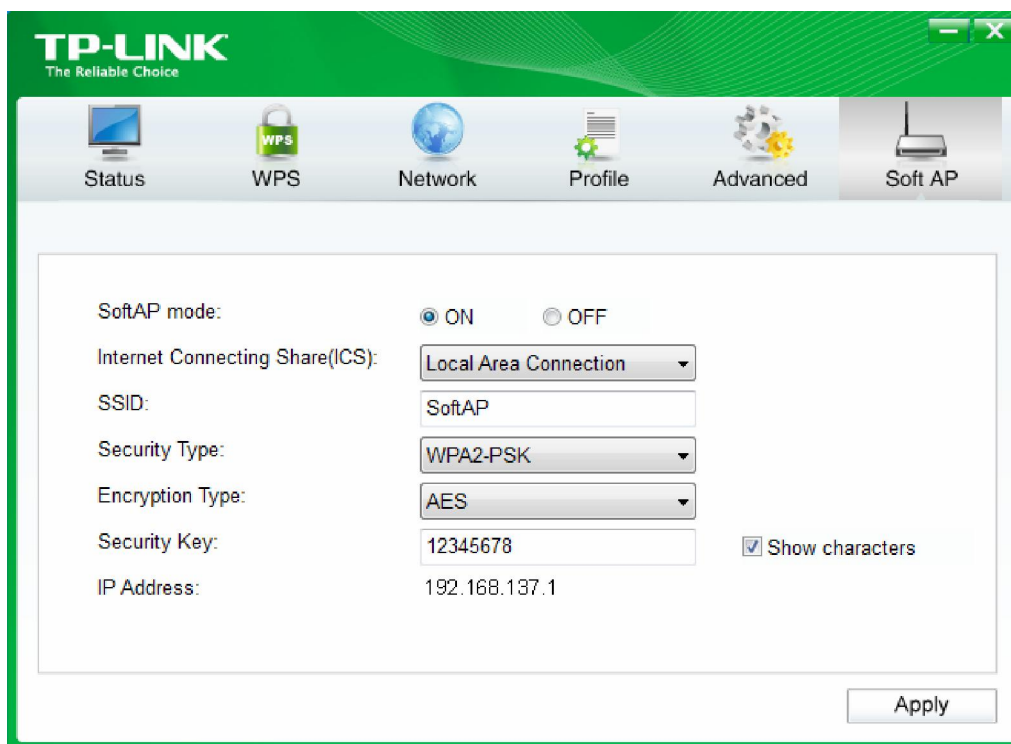 TP-LINK
The Reliable Choice
WPS
Status WPS Network Profile Advanced Soft AP
SoftAP mode: ON OFF
Internet Connecting Share(ICS): Local Area Connection
SSID: SoftAP
Security Type: WPA2-PSK
Encryption Type: AES
Security Key: 12345678 Show characters
IP Address: 192.168.137.1
Apply